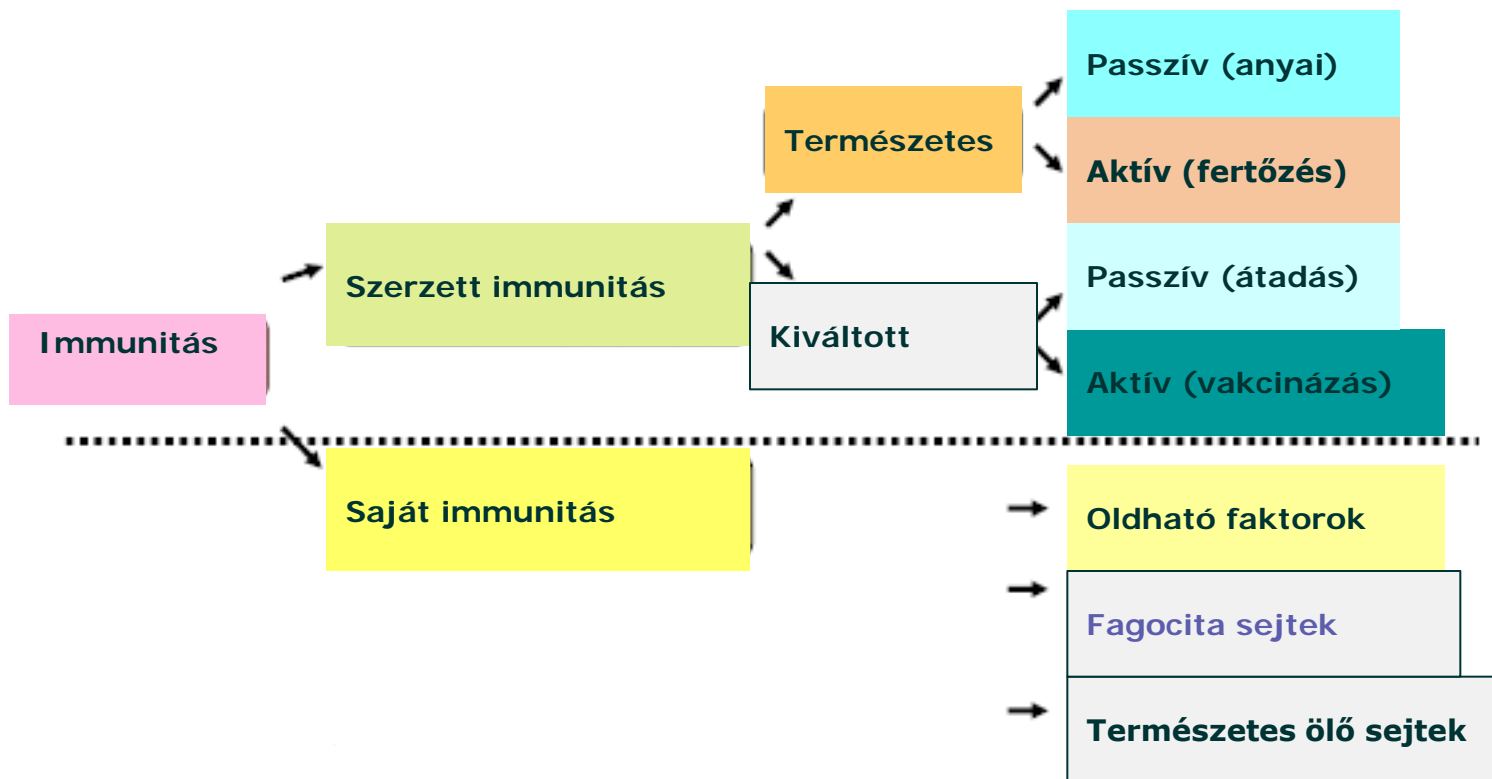 Passzív (anyai)
Természetes
Aktív (fertőzés)
Szerzett immunitás
Passzív (átadás)
Immunitás
Kiváltott
Aktív (vakcinázás)
Saját immunitás
Oldható faktorok
Fagocita sejtek
Természetes ölő sejtek